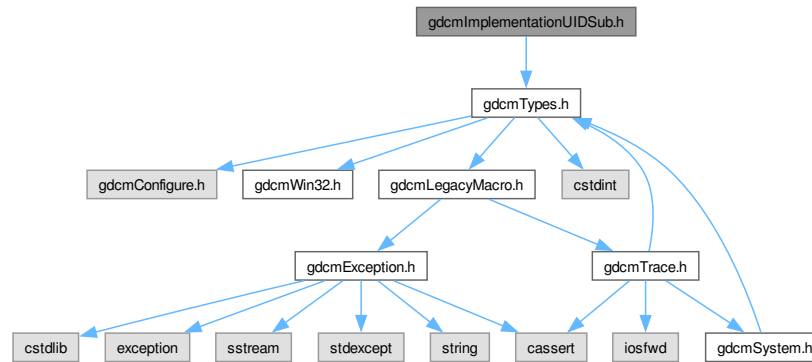 gdcmImplementationUIDSub.h
gdcmTypes.h
gdcmConfigure.h
gdcmWin32.h
gdcmLegacyMacro.h
cstdint
gdcmException.h
gdcmTrace.h
cstdlib
exception
sstream
stdexcept
string
cassert
iosfwd
gdcmSystem.h